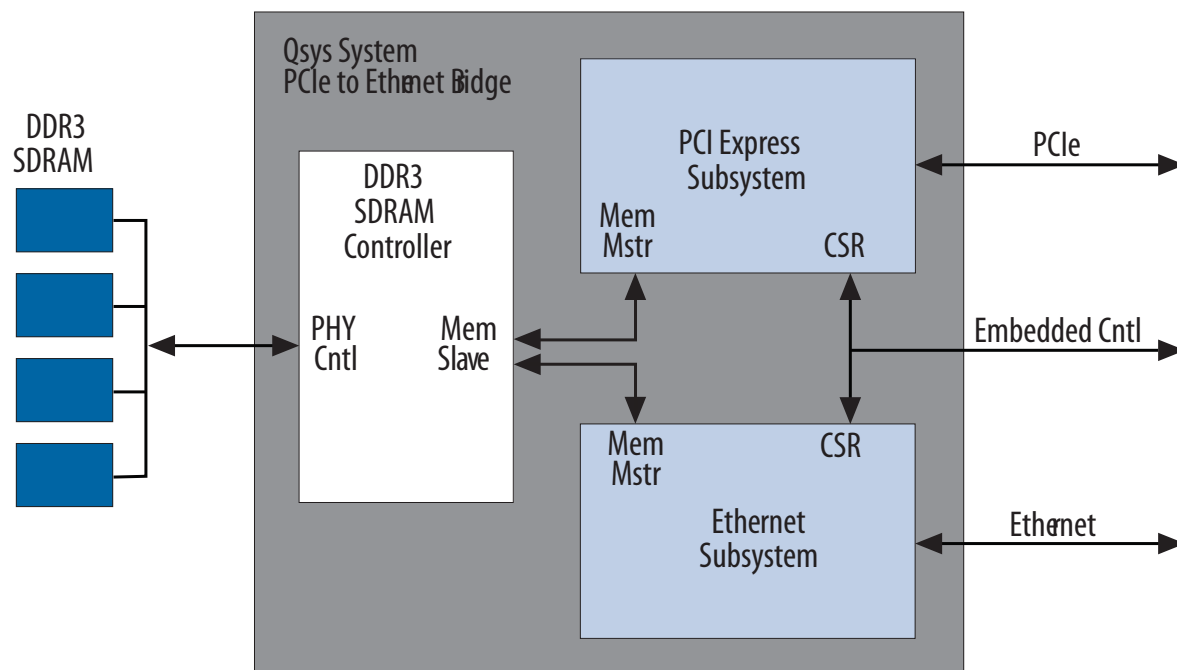 Qsys System
PCIe to Ethernet Bridge
DDR3
SDRAM
DDR3
SDRAM
Controller
PHY
Cntl
Mem
Slave
PCI Express
Subsystem
Mem
Mstr
CSR
PCIe
Embedded Cntl
Mem
Mstr
CSR
Ethernet
Subsystem
Ethernet